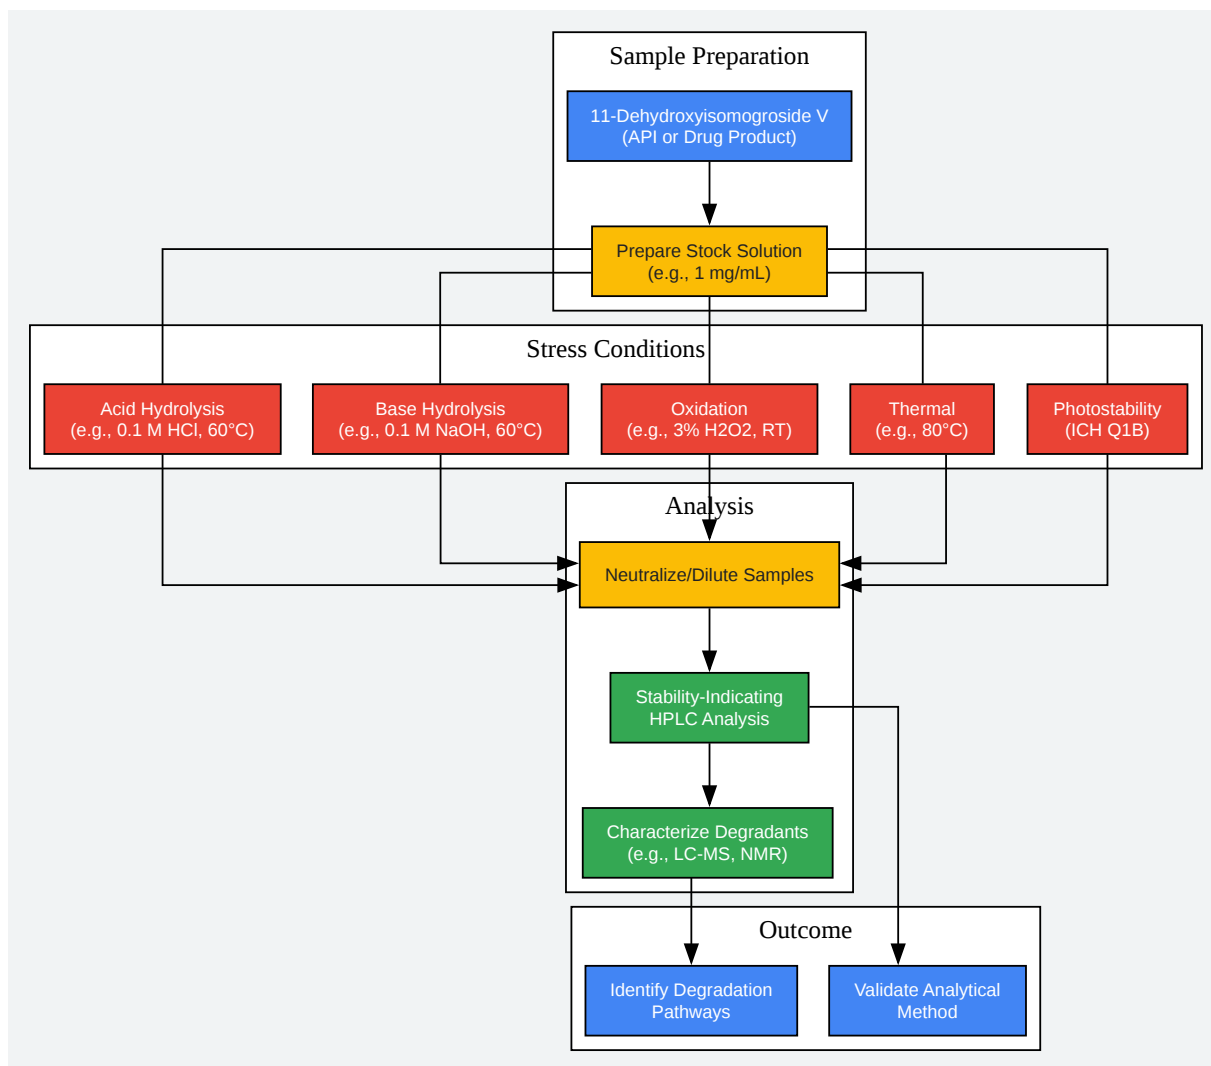 Sample Preparation
11-Dehydroxyisomogroside V
(API or Drug Product)
Prepare Stock Solution
(e.g., 1 mg/mL)
Stress Conditions
Acid Hydrolysis
(e.g., 0.1 M HCl, 60°C)
Base Hydrolysis
(e.g., 0.1 M NaOH, 60°C)
Oxidation
(e.g., 3% H2O2, RT)
Thermal
(e.g., 80°C)
Photostability
(ICH Q1B)
Analysis
Neutralize/Dilute Samples
Stability-Indicating
HPLC Analysis
Characterize Degradants
(e.g., LC-MS, NMR)
Outcome
Identify Degradation
Pathways
Validate Analytical
Method